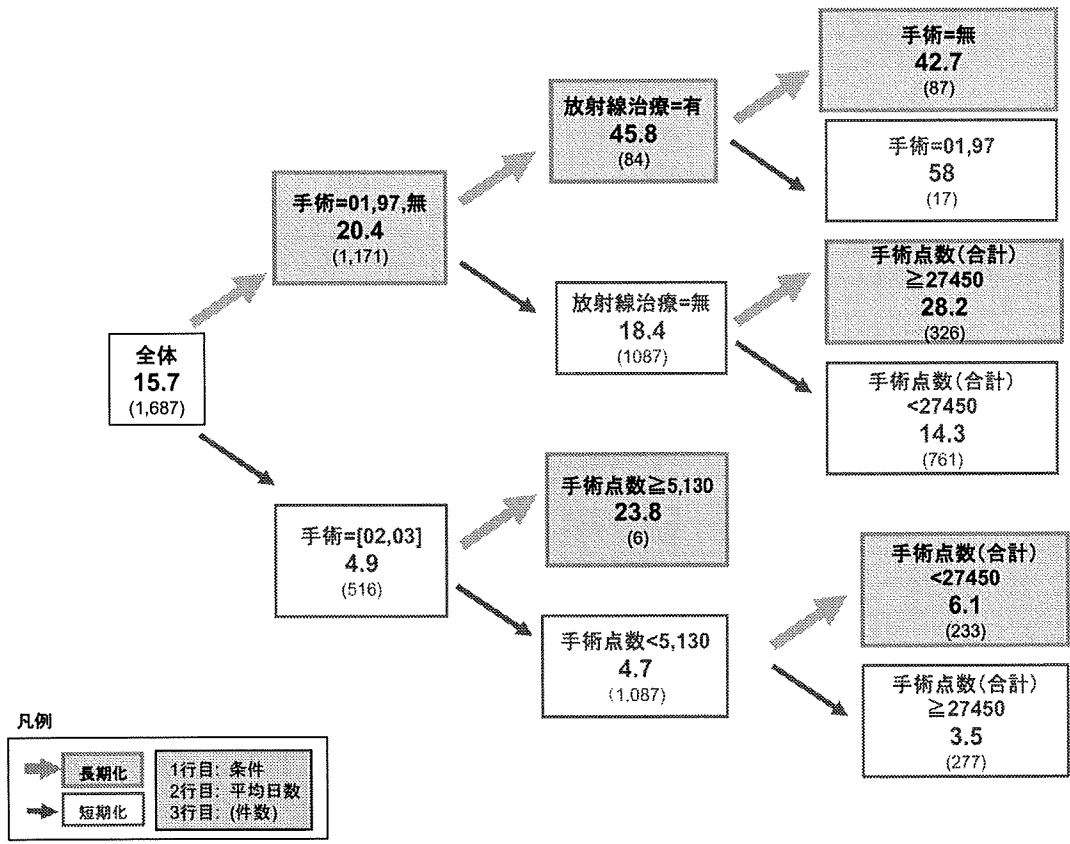 全体
15.7
(1,687)
手術=01,97,無
20.4
(1,171)
手術=[02,03]
4.9
(516)
放射線治療=有
45.8
(84)
放射線治療=無
18.4
(1087)
手術点数≧5,130
23.8
(6)
手術点数<5,130
4.7
(1,087)
手術=無
42.7
(87)
手術=01,97
58
(17)
手術点数(合計)
≧27450
28.2
(326)
手術点数(合計)
<27450
14.3
(761)
手術点数(合計)
<27450
6.1
(233)
手術点数(合計)
≧27450
3.5
(277)
凡例
長期化
短期化
1行目: 条件
2行目: 平均日数
3行目: (件数)